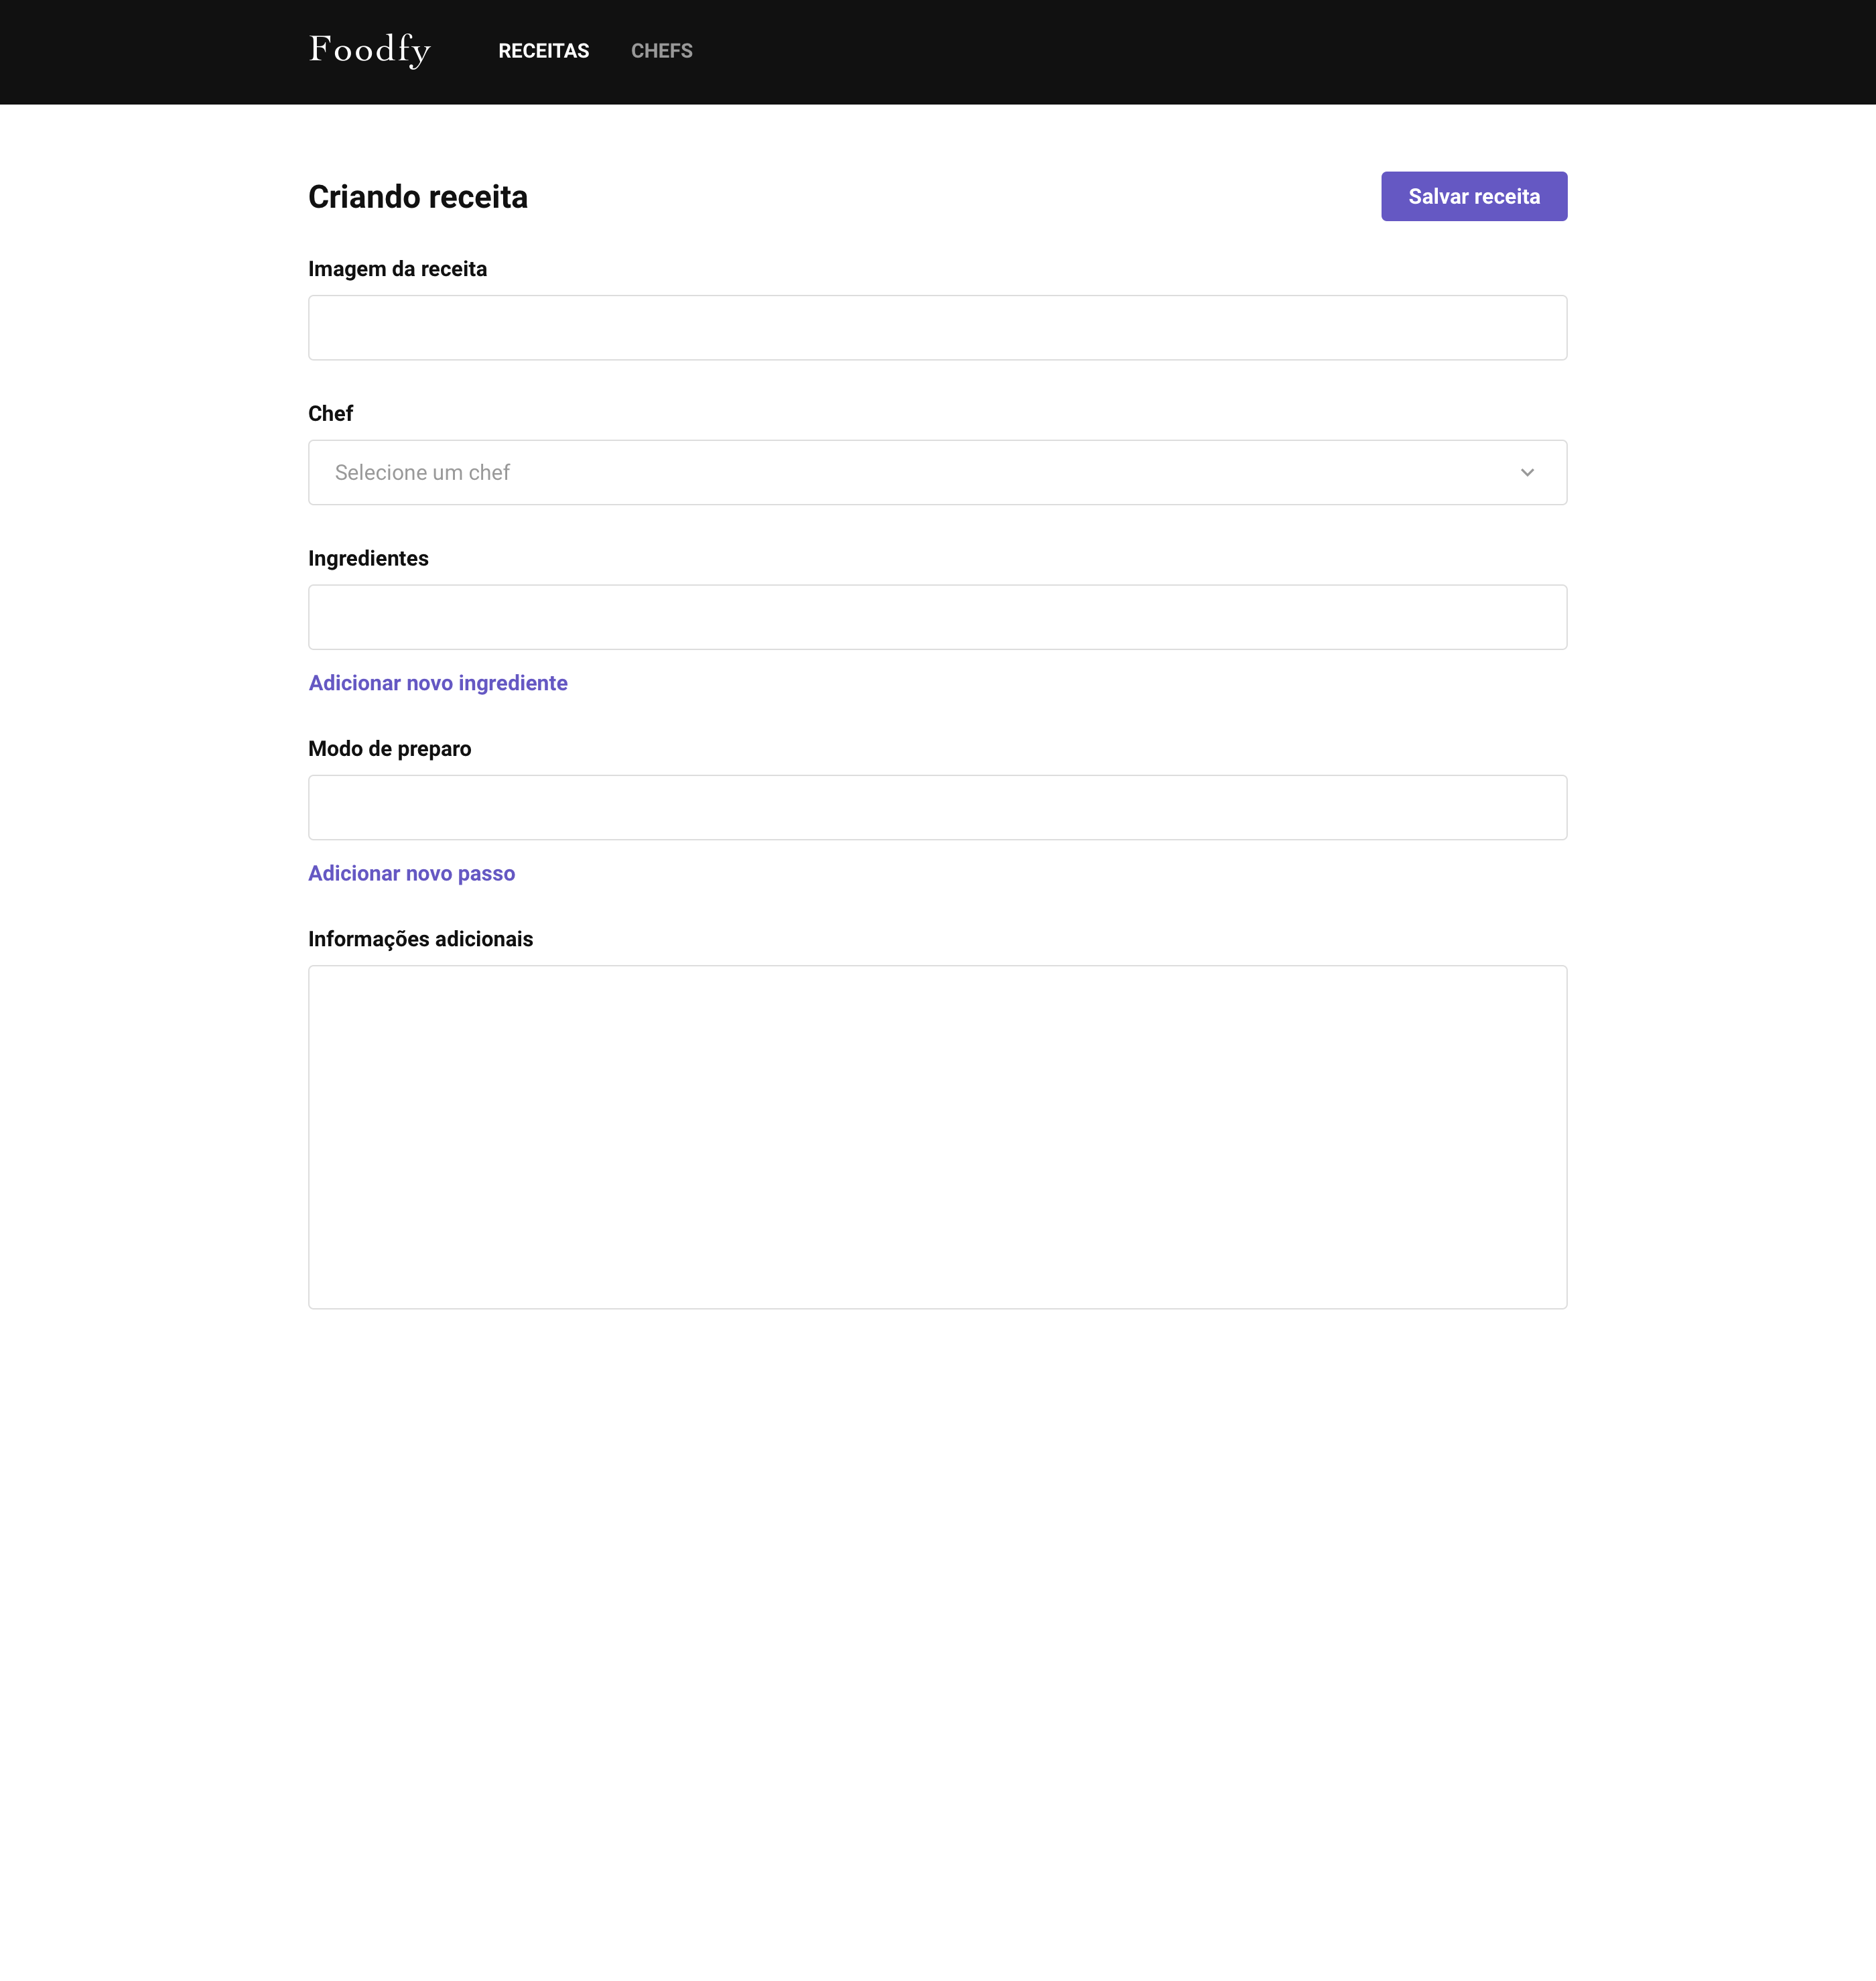 Foodfy
RECEITAS
CHEFS
Criando receita
Salvar receita
Imagem da receita
Chef
Selecione um chef
Ingredientes
Adicionar novo ingrediente
Modo de preparo
Adicionar novo passo
Informações adicionais